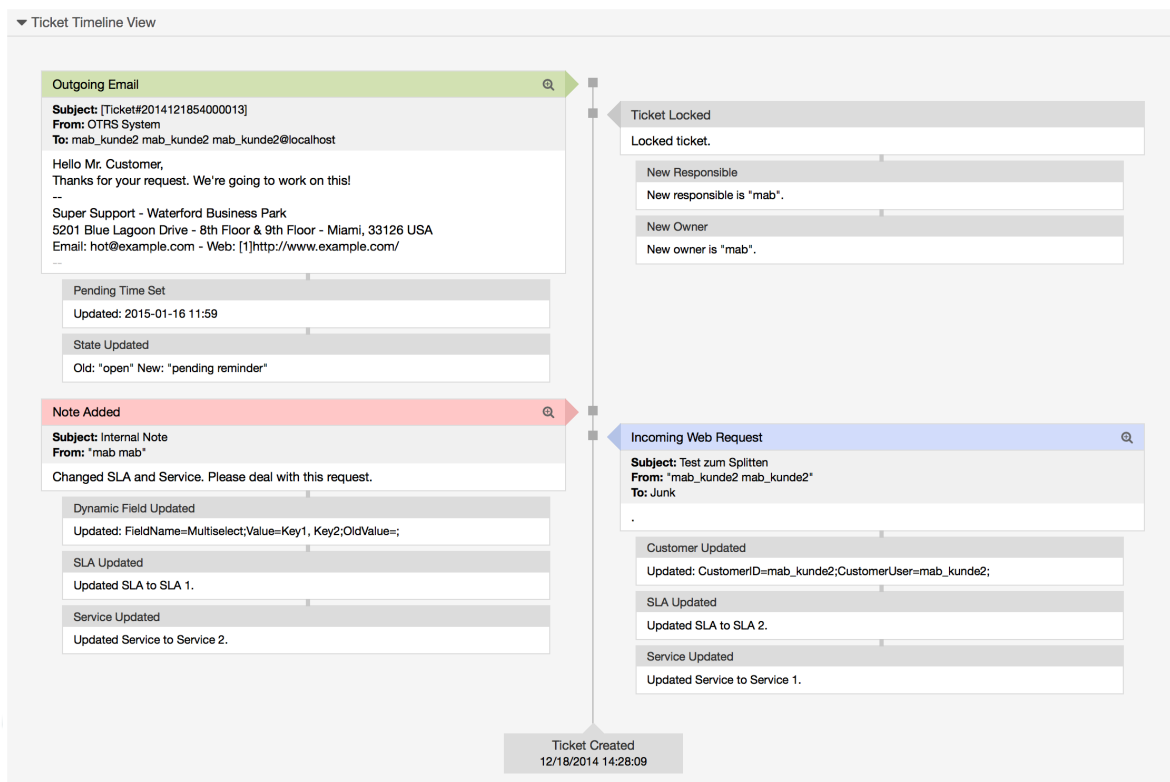 Ticket Timeline View
Outgoing Email
Subject: [Ticket#2014121854000013]
From: OTRS System
To: mab_kunde2 mab_kunde2 mab_kunde2@localhost
Hello Mr. Customer,
Thanks for your request. We're going to work on this!
--
Super Support - Waterford Business Park
5201 Blue Lagoon Drive - 8th Floor & 9th Floor - Miami, 33126 USA
Email: hot@example.com - Web: [1]http://www.example.com/
--
Pending Time Set
Updated: 2015-01-16 11:59
State Updated
Old: "open" New: "pending reminder"
Ticket Locked
Locked ticket.
New Responsible
New responsible is "mab".
New Owner
New owner is "mab".
Note Added
Subject: Internal Note
From: "mab mab"
Changed SLA and Service. Please deal with this request.
Dynamic Field Updated
Updated: FieldName=Multiselect;Value=Key1, Key2;OldValue=;
SLA Updated
Updated SLA to SLA 1.
Service Updated
Updated Service to Service 2.
Incoming Web Request
Subject: Test zum Splitten
From: "mab_kunde2 mab_kunde2"
To: Junk
.
Customer Updated
Updated: CustomerID=mab_kunde2;CustomerUser=mab_kunde2;
SLA Updated
Updated SLA to SLA 2.
Service Updated
Updated Service to Service 1.
Ticket Created
12/18/2014 14:28:09